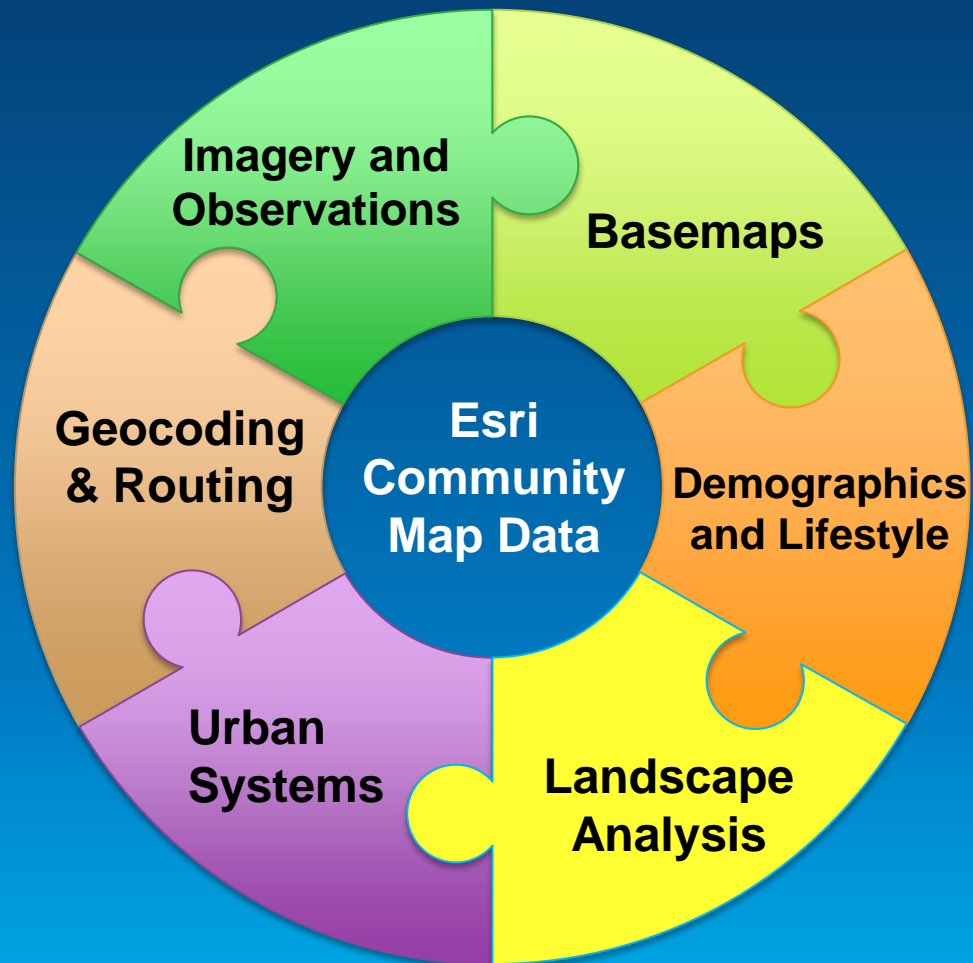 Imagery and
Observations
Basemaps
Geocoding
& Routing
Esri
Community
Map Data
Demographics
and Lifestyle
Urban
Systems
Landscape
Analysis